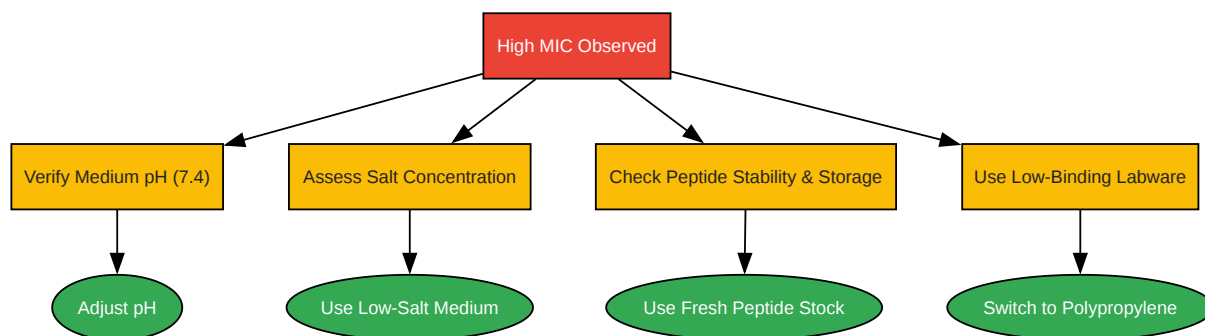 High MIC Observed
Verify Medium pH (7.4)
Assess Salt Concentration
Check Peptide Stability & Storage
Use Low-Binding Labware
Adjust pH
Use Low-Salt Medium
Use Fresh Peptide Stock
Switch to Polypropylene